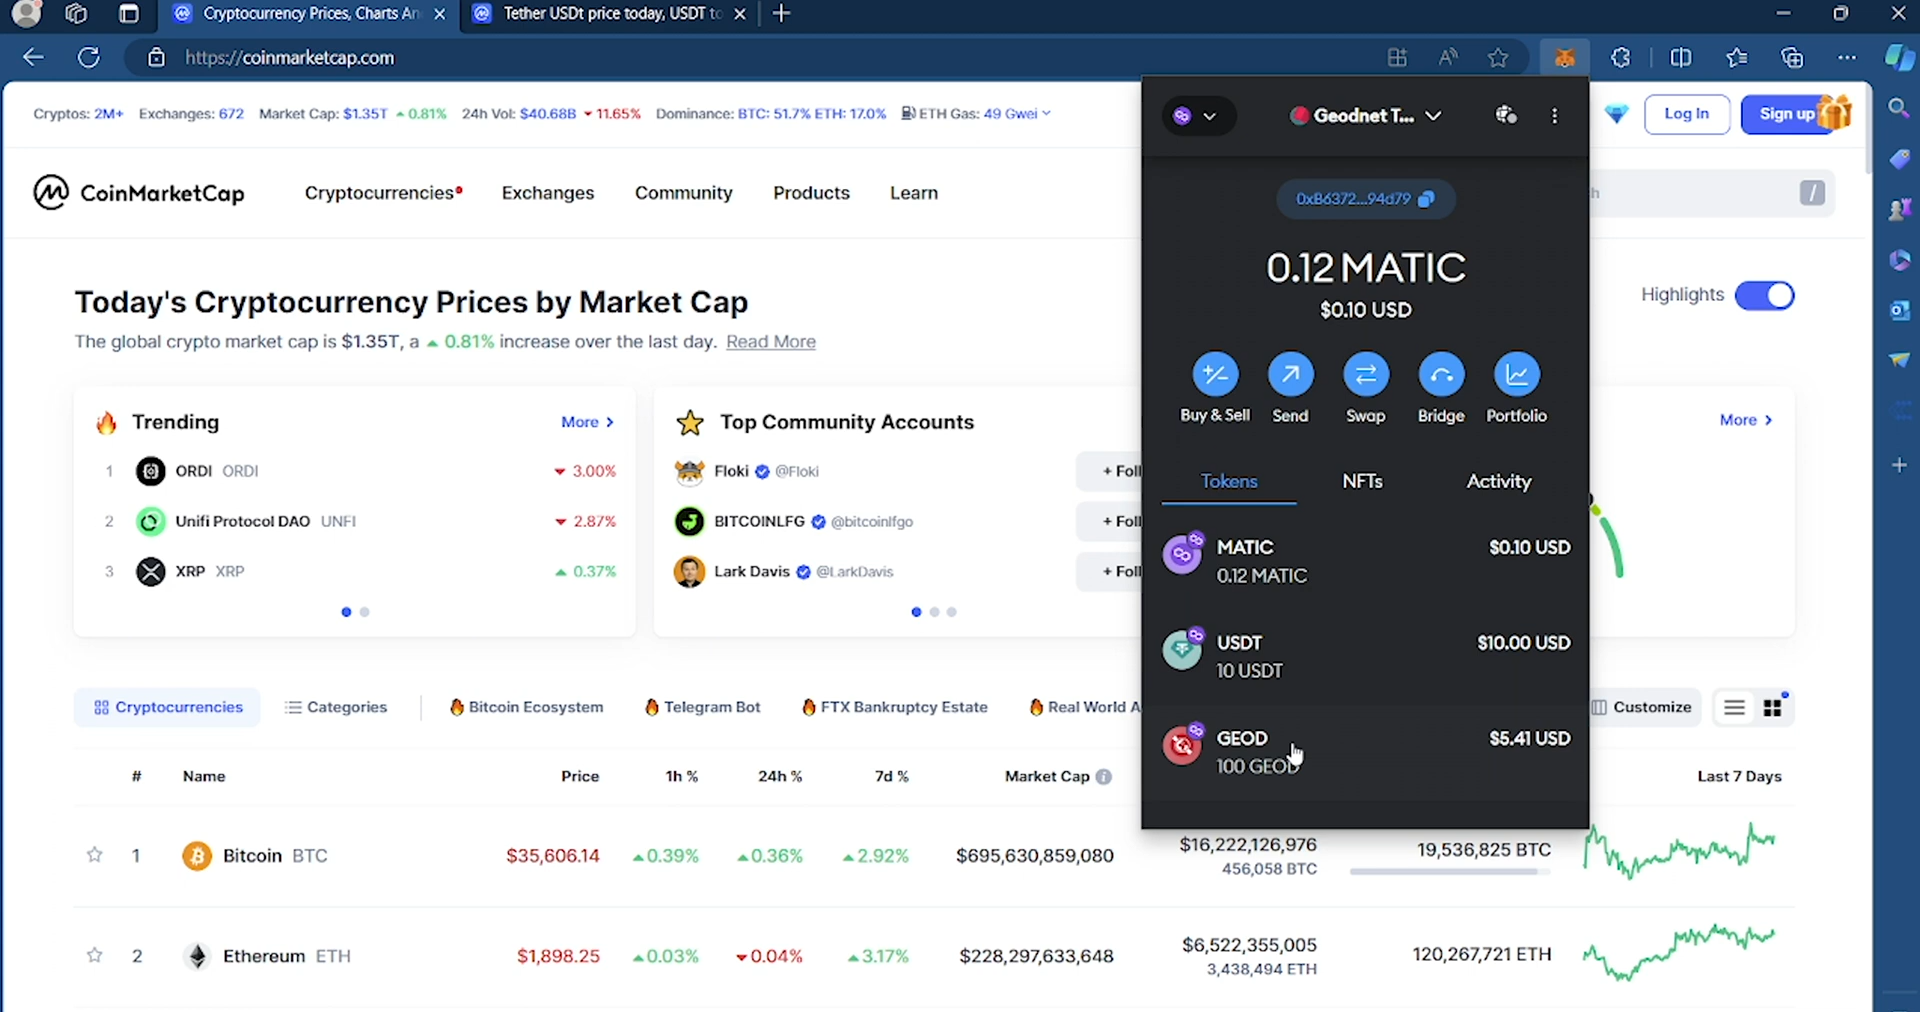 Cryptocurrency Prices, Charts An
Tether USDt price today, USDT to
https://coinmarketcap.com
Cryptos: 2M+ Exchanges: 672 Market Cap: $1.35T 0.81% 24h Vol: $40.68B 11.65% Dominance: BTC: 51.7% ETH: 17.0% ETH Gas: 49 Gwei
Log In
Sign up
CoinMarketCap
Cryptocurrencies Exchanges Community Products Learn
/
Today's Cryptocurrency Prices by Market Cap
The global crypto market cap is $1.35T, a 0.81% increase over the last day. Read More
Highlights
Trending More >
1 ORDI ORDI 3.00%
2 Unifi Protocol DAO UNFI 2.87%
3 XRP XRP 0.37%
Top Community Accounts
Floki @Floki + Foll
BITCOINLFG @bitcoinlfgo + Foll
Lark Davis @LarkDavis + Foll
More >
Geodnet T...
0xB6372...94d79
0.12 MATIC
$0.10 USD
Buy & Sell Send Swap Bridge Portfolio
Tokens NFTs Activity
MATIC $0.10 USD
0.12 MATIC
USDT $10.00 USD
10 USDT
GEOD $5.41 USD
100 GEOD
Cryptocurrencies Categories Bitcoin Ecosystem Telegram Bot FTX Bankruptcy Estate Real World A
Customize
# Name Price 1h % 24h % 7d % Market Cap Last 7 Days
1 Bitcoin BTC $35,606.14 0.39% 0.36% 2.92% $695,630,859,080 $16,222,126,976 19,536,825 BTC
456,058 BTC
2 Ethereum ETH $1,898.25 0.03% 0.04% 3.17% $228,297,633,648 $6,522,355,005 120,267,721 ETH
3,438,494 ETH